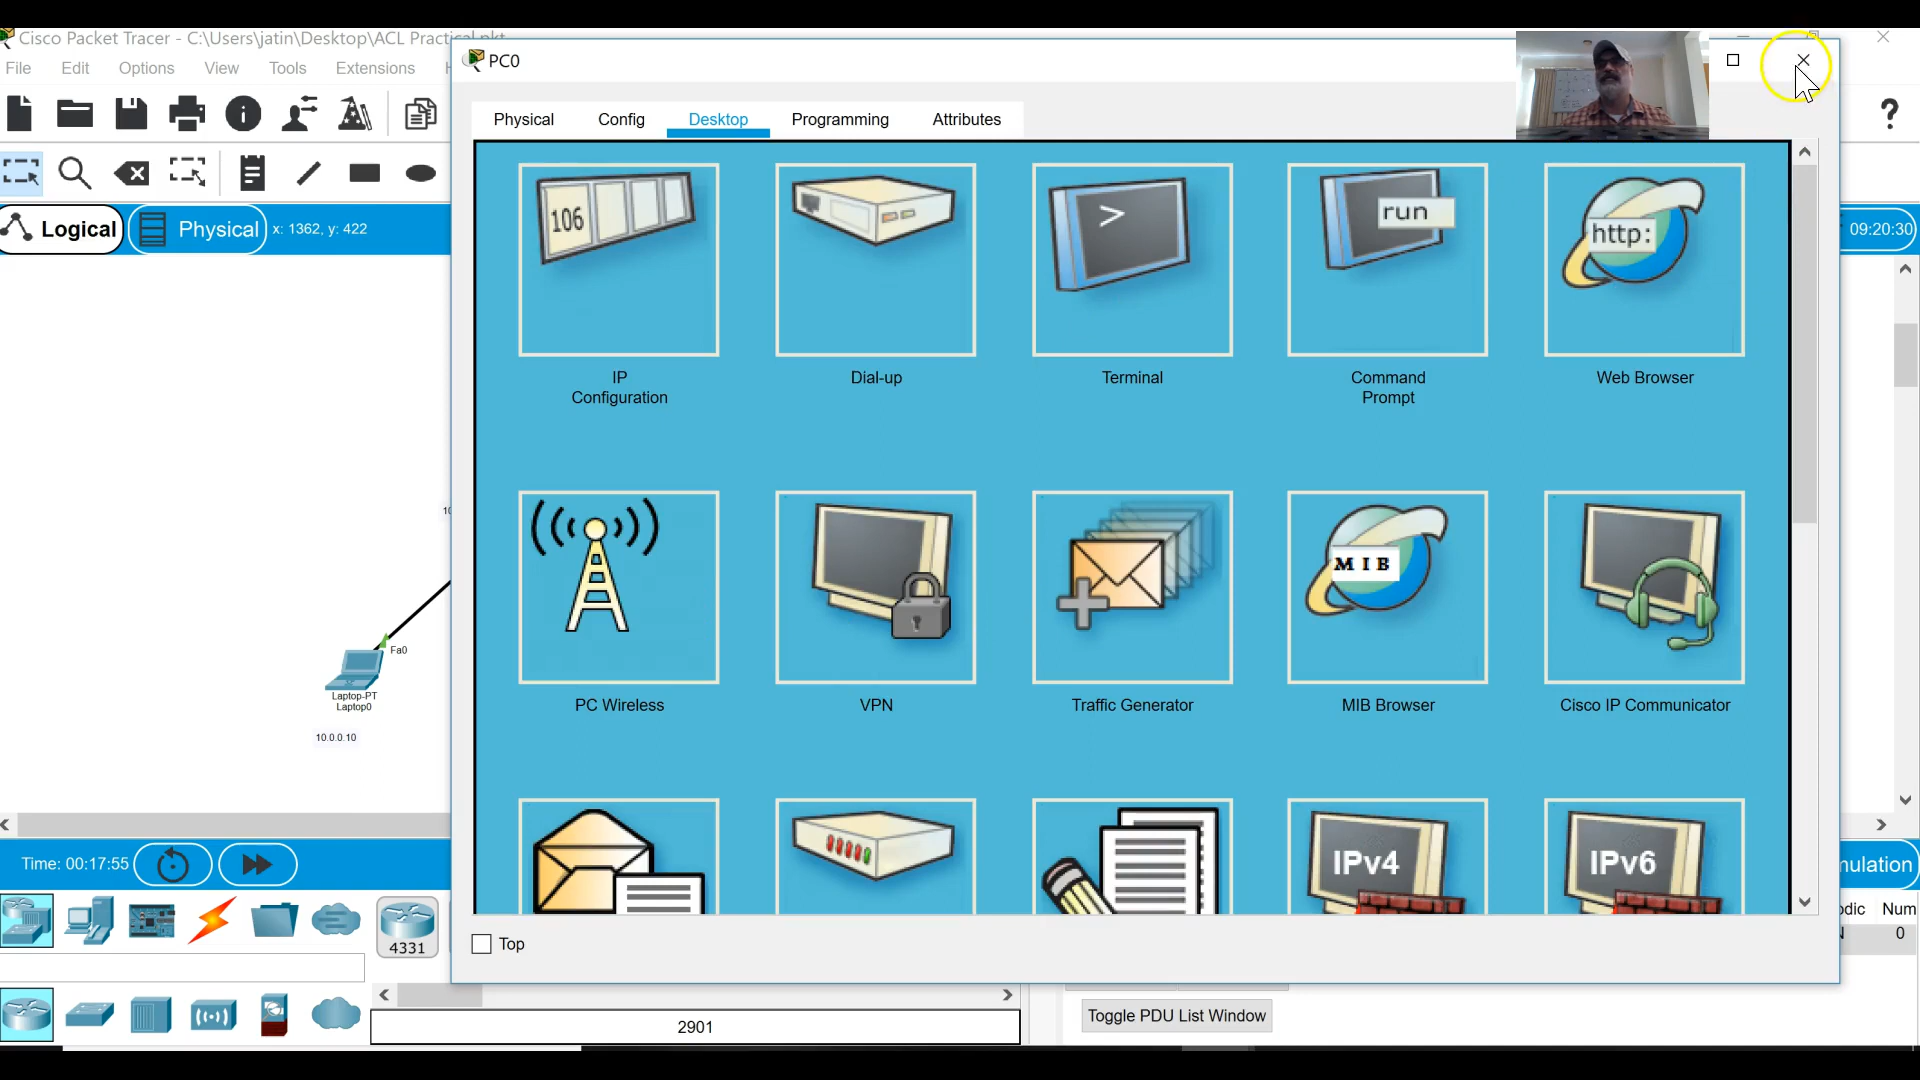 Cisco Packet Tracer - C:\Users\jatin\Desktop\ACL Practical.pkt
File Edit Options View Tools Extensions
PC0
Physical Config Desktop Programming Attributes
Logical Physical x: 1362, y: 422
09:20:30
106
>
run
http:
IP
Configuration
Dial-up
Terminal
Command
Prompt
Web Browser
MIB
PC Wireless
VPN
Traffic Generator
MIB Browser
Cisco IP Communicator
Fa0
Laptop-PT
Laptop0
10.0.0.10
IPv4
IPv6
Time: 00:17:55
4331
Top
Num
0
2901
Toggle PDU List Window